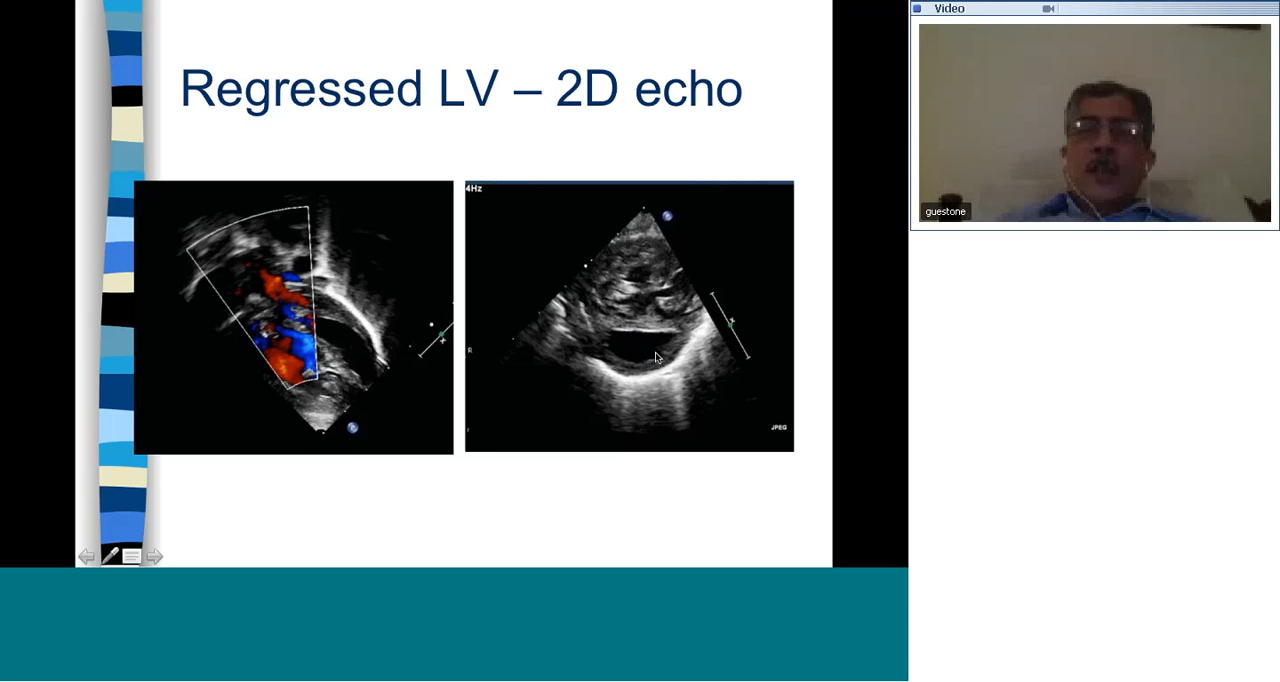 Regressed LV – 2D echo
4Hz
R
JPEG
Video
guestone